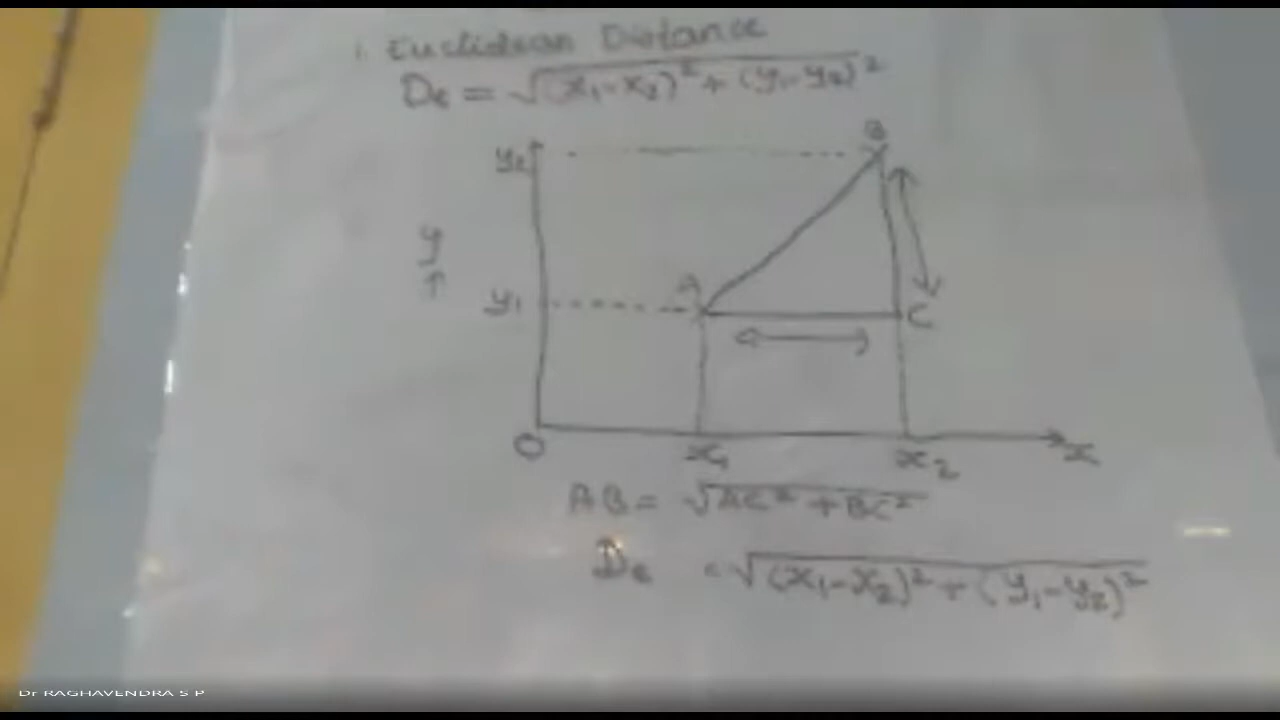 1. Euclidean Distance
De = √(x₁-x₂)² + (y₁-y₂)²
B
y₂
y
↑
A
y₁
C
O
x₁
x₂
x
AB = √AC² + BC²
De = √(x₁-x₂)² + (y₁-y₂)²
Dr RAGHAVENDRA S P